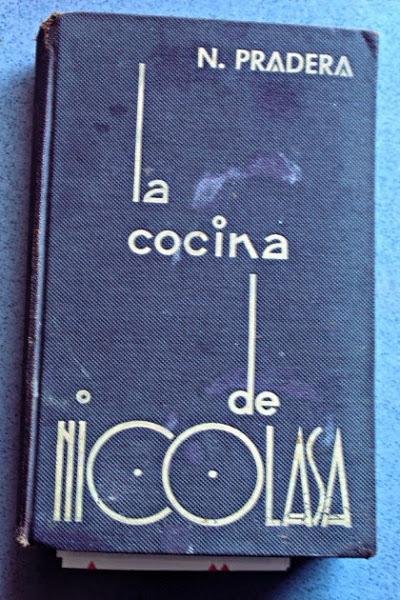 N. PRADERA
la
cocina
de
NiCOLASA